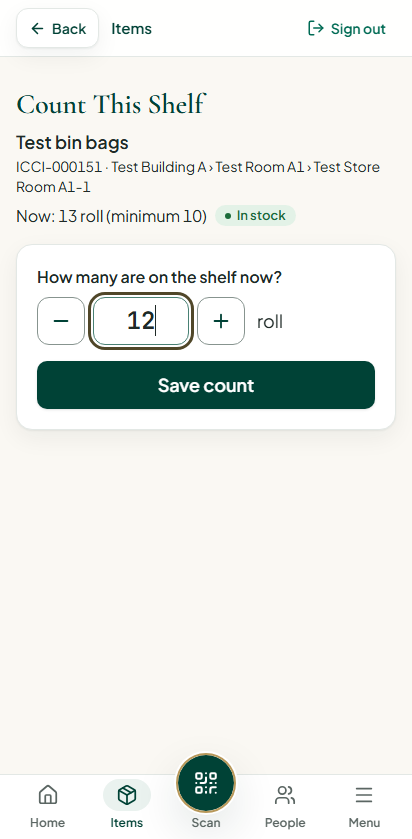 Back
Items
Sign out
Count This Shelf
Test bin bags
ICCI-000151 · Test Building A › Test Room A1 › Test Store
Room A1-1
Now: 13 roll (minimum 10)
In stock
How many are on the shelf now?
− 12 + roll
Save count
Home
Items
Scan
People
Menu